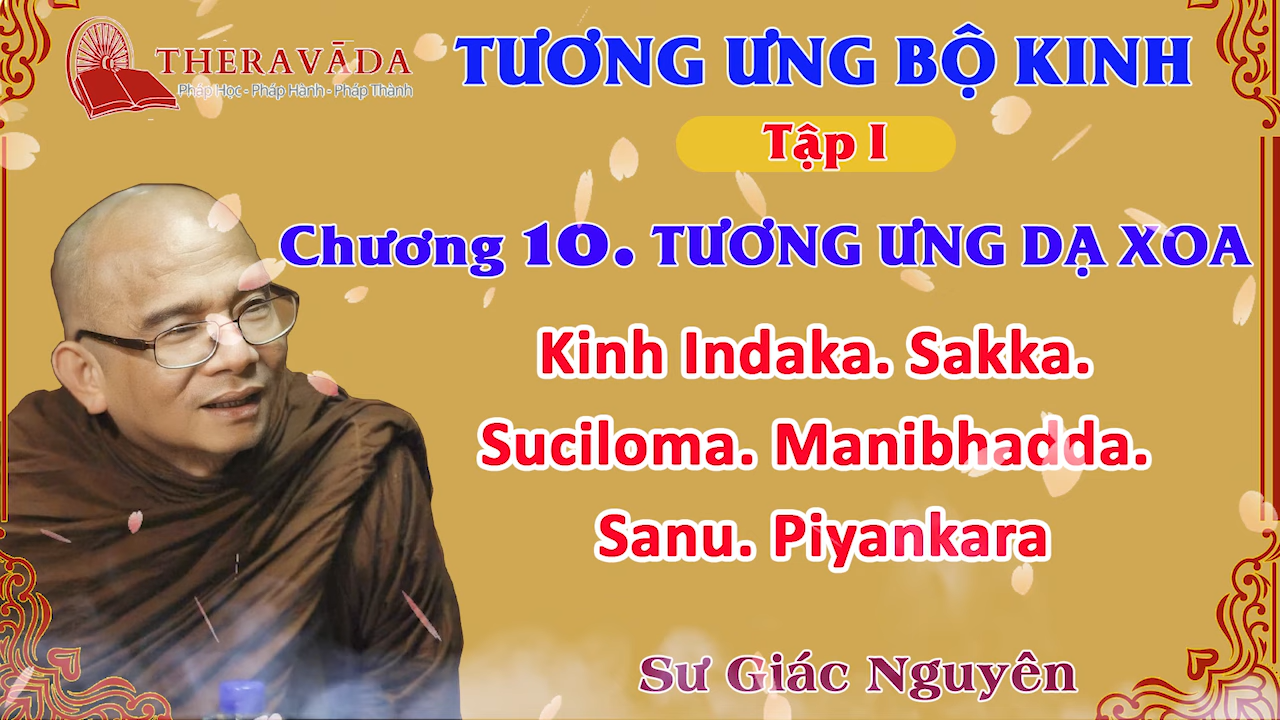 THERAVĀDA
Pháp Học - Pháp Hành - Pháp Thành
TƯƠNG ƯNG BỘ KINH
Tập I
Chương 10. TƯƠNG ƯNG DẠ XOA
Kinh Indaka. Sakka.
Suciloma. Manibhadda.
Sanu. Piyankara
Sư Giác Nguyên